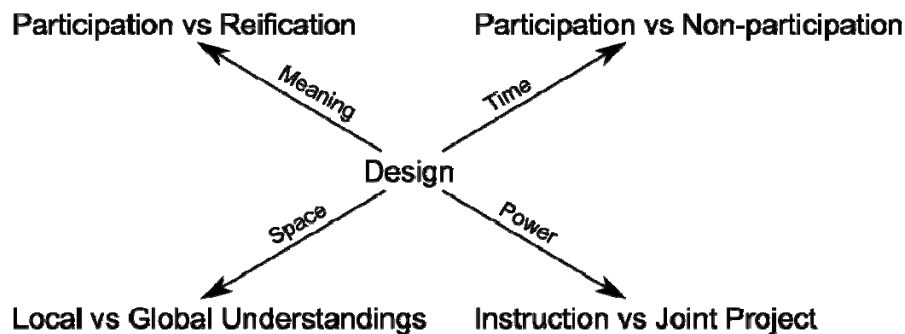 Participation vs Reification
Participation vs Non-participation
Meaning
Time
Design
Space
Power
Local vs Global Understandings
Instruction vs Joint Project